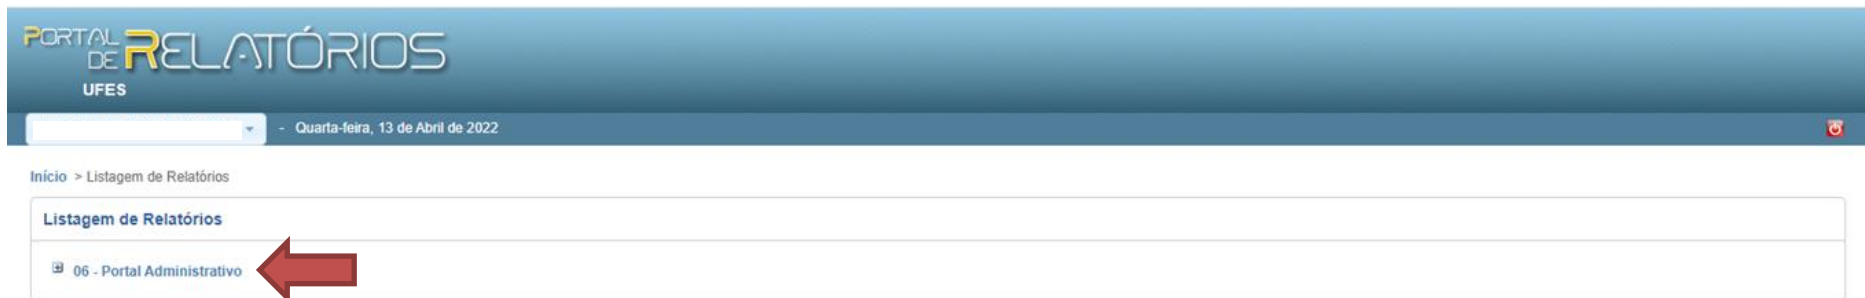 PORTAL
DE RELATÓRIOS
UFES
- Quarta-feira, 13 de Abril de 2022
Início > Listagem de Relatórios
Listagem de Relatórios
06 - Portal Administrativo